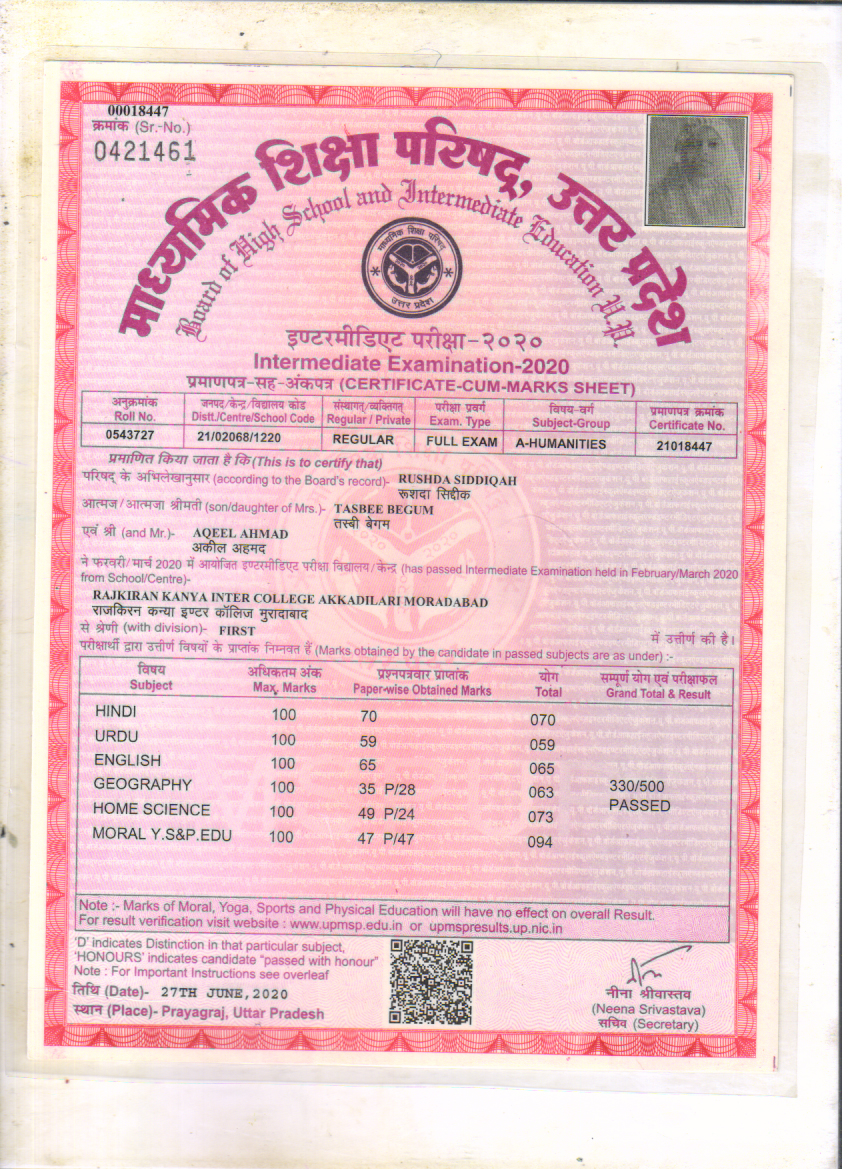 00018447
क्रमांक (Sr. No.)
0421461
माध्यमिक शिक्षा परिषद्, उत्तर प्रदेश
Board of High School and Intermediate Education U.P.
माध्यमिक शिक्षा परिषद्
उत्तर प्रदेश
इण्टरमीडिएट परीक्षा-२०२०
Intermediate Examination-2020
प्रमाणपत्र-सह-अंकपत्र (CERTIFICATE-CUM-MARKS SHEET)
अनुक्रमांक जनपद/केन्द्र/विद्यालय कोड संस्थागत/व्यक्तिगत परीक्षा प्रवर्ग विषय-वर्ग प्रमाणपत्र क्रमांक
Roll No. Distt./Centre/School Code Regular / Private Exam. Type Subject-Group Certificate No.
0543727 21/02068/1220 REGULAR FULL EXAM A-HUMANITIES 21018447
प्रमाणित किया जाता है कि (This is to certify that)
परिषद् के अभिलेखानुसार (according to the Board's record)- RUSHDA SIDDIQAH
रूशदा सिद्दीक
आत्मज/आत्मजा श्रीमती (son/daughter of Mrs.)- TASBEE BEGUM
तस्बी बेगम
एवं श्री (and Mr.)- AQEEL AHMAD
अकील अहमद
ने फरवरी/मार्च 2020 में आयोजित इण्टरमीडिएट परीक्षा विद्यालय/केन्द्र (has passed Intermediate Examination held in February/March 2020
from School/Centre)-
RAJKIRAN KANYA INTER COLLEGE AKKADILARI MORADABAD
राजकिरन कन्या इण्टर कॉलिज मुरादाबाद
से श्रेणी (with division)- FIRST में उत्तीर्ण की है।
परीक्षार्थी द्वारा उत्तीर्ण विषयों के प्राप्तांक निम्नवत हैं (Marks obtained by the candidate in passed subjects are as under) :-
विषय अधिकतम अंक प्रश्नपत्रवार प्राप्तांक योग सम्पूर्ण योग एवं परीक्षाफल
Subject Max. Marks Paper-wise Obtained Marks Total Grand Total & Result
HINDI 100 70 070
URDU 100 59 059
ENGLISH 100 65 065
GEOGRAPHY 100 35 P/28 063 330/500
HOME SCIENCE 100 49 P/24 073 PASSED
MORAL Y.S&P.EDU 100 47 P/47 094
Note :- Marks of Moral, Yoga, Sports and Physical Education will have no effect on overall Result.
For result verification visit website : www.upmsp.edu.in or upmspresults.up.nic.in
'D' indicates Distinction in that particular subject,
'HONOURS' indicates candidate "passed with honour"
Note : For Important Instructions see overleaf
तिथि (Date)- 27TH JUNE,2020
स्थान (Place)- Prayagraj, Uttar Pradesh
नीना श्रीवास्तव
(Neena Srivastava)
सचिव (Secretary)